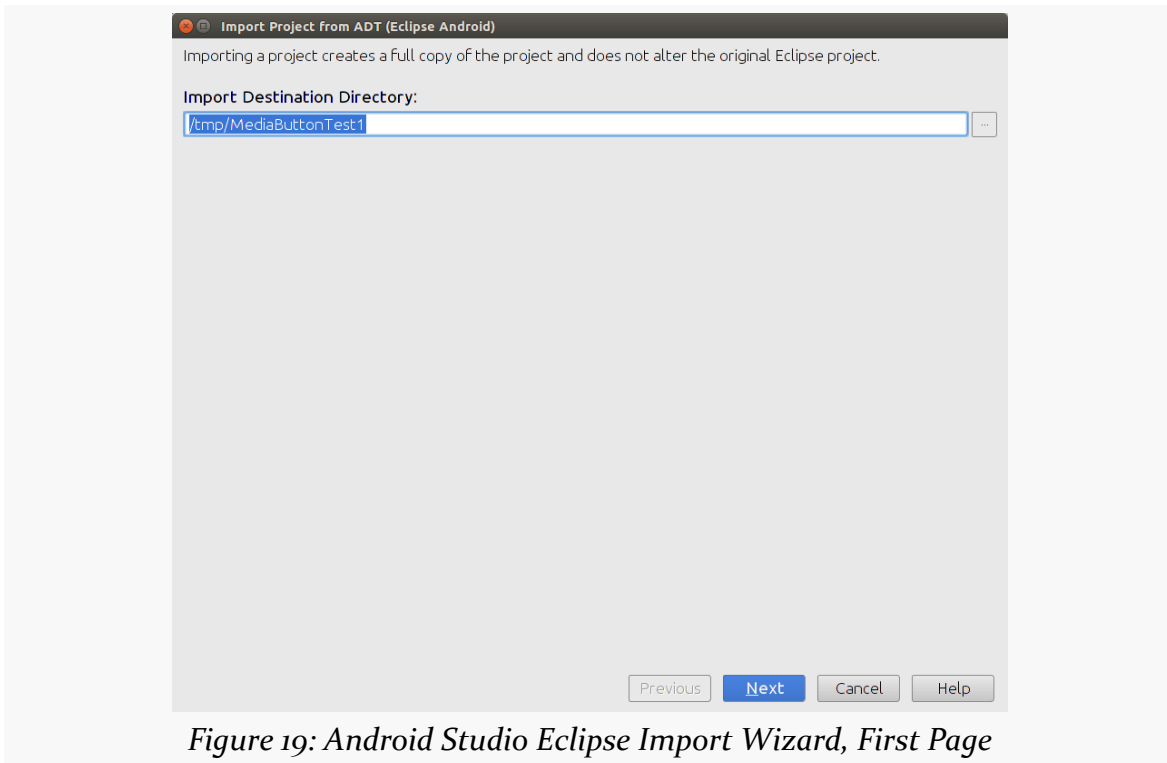 Import Project from ADT (Eclipse Android)
Importing a project creates a full copy of the project and does not alter the original Eclipse project.
Import Destination Directory:
/tmp/MediaButtonTest1
...
Previous Next Cancel Help
Figure 19: Android Studio Eclipse Import Wizard, First Page